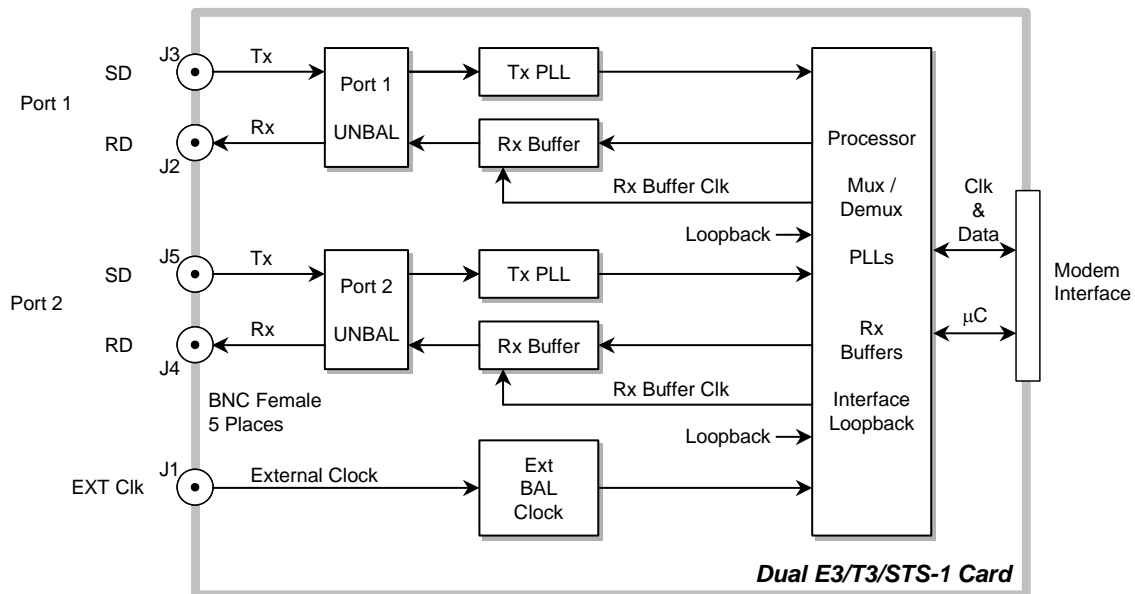 J3
SD
Tx
Port 1
UNBAL
Tx PLL
Port 1
RD
J2
Rx
Rx Buffer
Rx Buffer Clk
Loopback
J5
SD
Tx
Port 2
UNBAL
Tx PLL
Port 2
RD
J4
Rx
Rx Buffer
Rx Buffer Clk
Loopback
BNC Female
5 Places
J1
EXT Clk
External Clock
Ext
BAL
Clock
Processor
Mux /
Demux
PLLs
Rx
Buffers
Interface
Loopback
Clk
&
Data
μC
Modem
Interface
Dual E3/T3/STS-1 Card